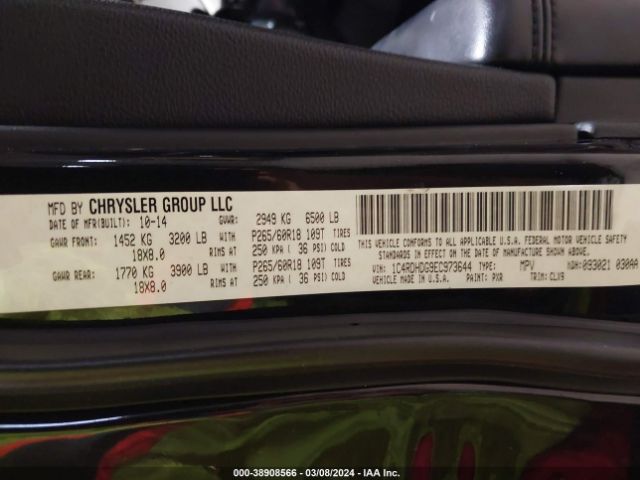 MFD BY CHRYSLER GROUP LLC
DATE OF MFR(BUILT): 10-14 GVWR: 2949 KG 6500 LB
GAWR FRONT: 1452 KG 3200 LB WITH P265/60R18 109T TIRES
18X8.0 RIMS AT 250 KPA ( 36 PSI) COLD
GAWR REAR: 1770 KG 3900 LB WITH P265/60R18 109T TIRES
18X8.0 RIMS AT 250 KPA ( 36 PSI) COLD
THIS VEHICLE CONFORMS TO ALL APPLICABLE U.S.A. FEDERAL MOTOR VEHICLE SAFETY
STANDARDS IN EFFECT ON THE DATE OF MANUFACTURE SHOWN ABOVE.
VIN: 1C4RDHDG9EC973644 TYPE: MPV MDH: 093021 030AA
VEHICLE MADE IN U.S.A. PAINT: PXR TRIM: CLX9
000-38908566 - 03/08/2024 - IAA Inc.